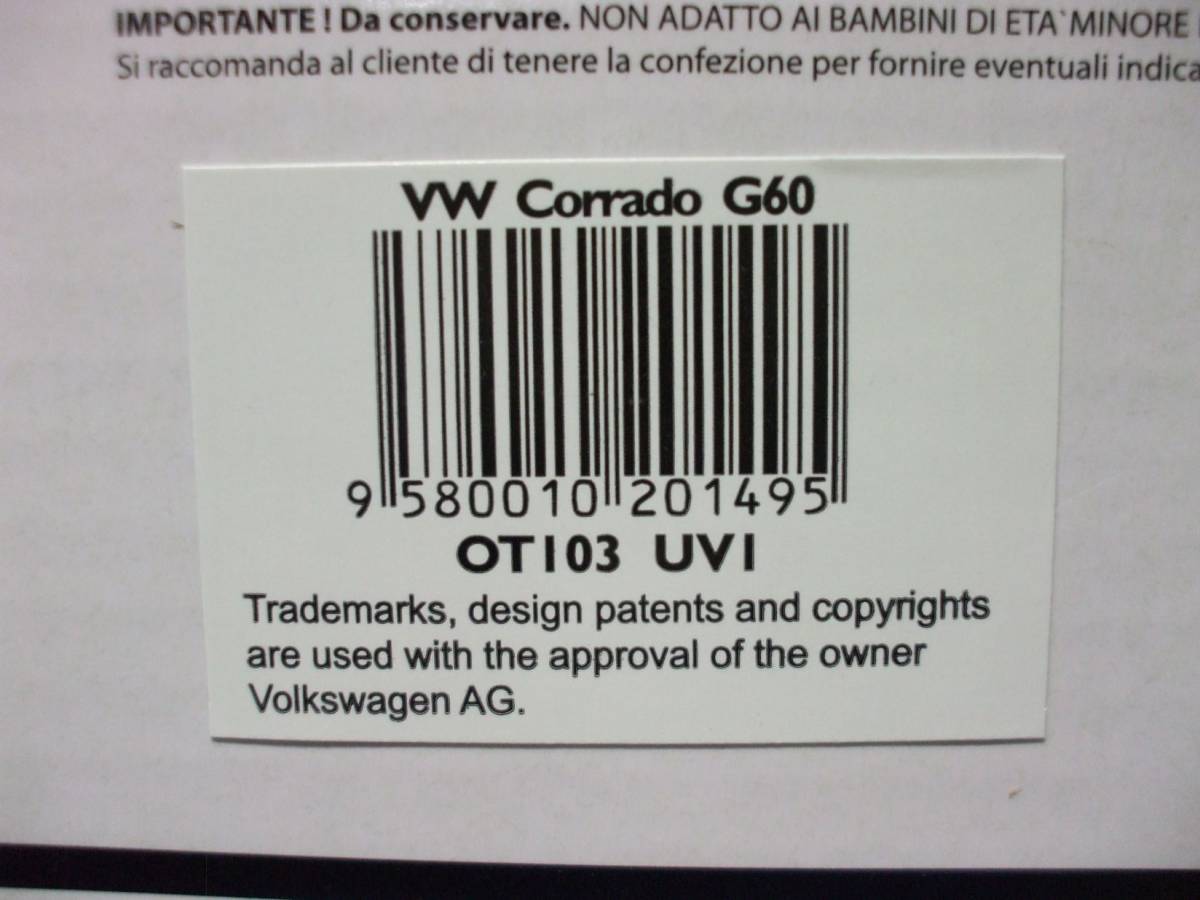 IMPORTANTE! Da conservare. NON ADATTO AI BAMBINI DI ETA`MINORE
Si raccomanda al cliente di tenere la confezione per fornire eventuali indica
VW Corrado G60
9 580010 201495
OT103 UV1
Trademarks, design patents and copyrights
are used with the approval of the owner
Volkswagen AG.